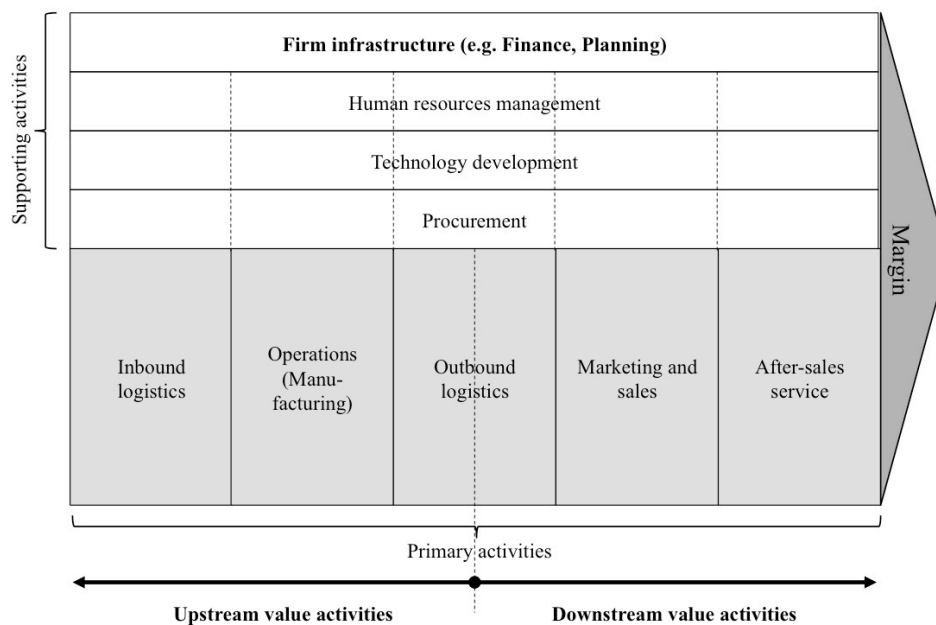 Supporting activities
Firm infrastructure (e.g. Finance, Planning)
Human resources management
Technology development
Procurement
Margin
Inbound
logistics
Operations
(Manu-
facturing)
Outbound
logistics
Marketing and
sales
After-sales
service
Primary activities
Upstream value activities
Downstream value activities